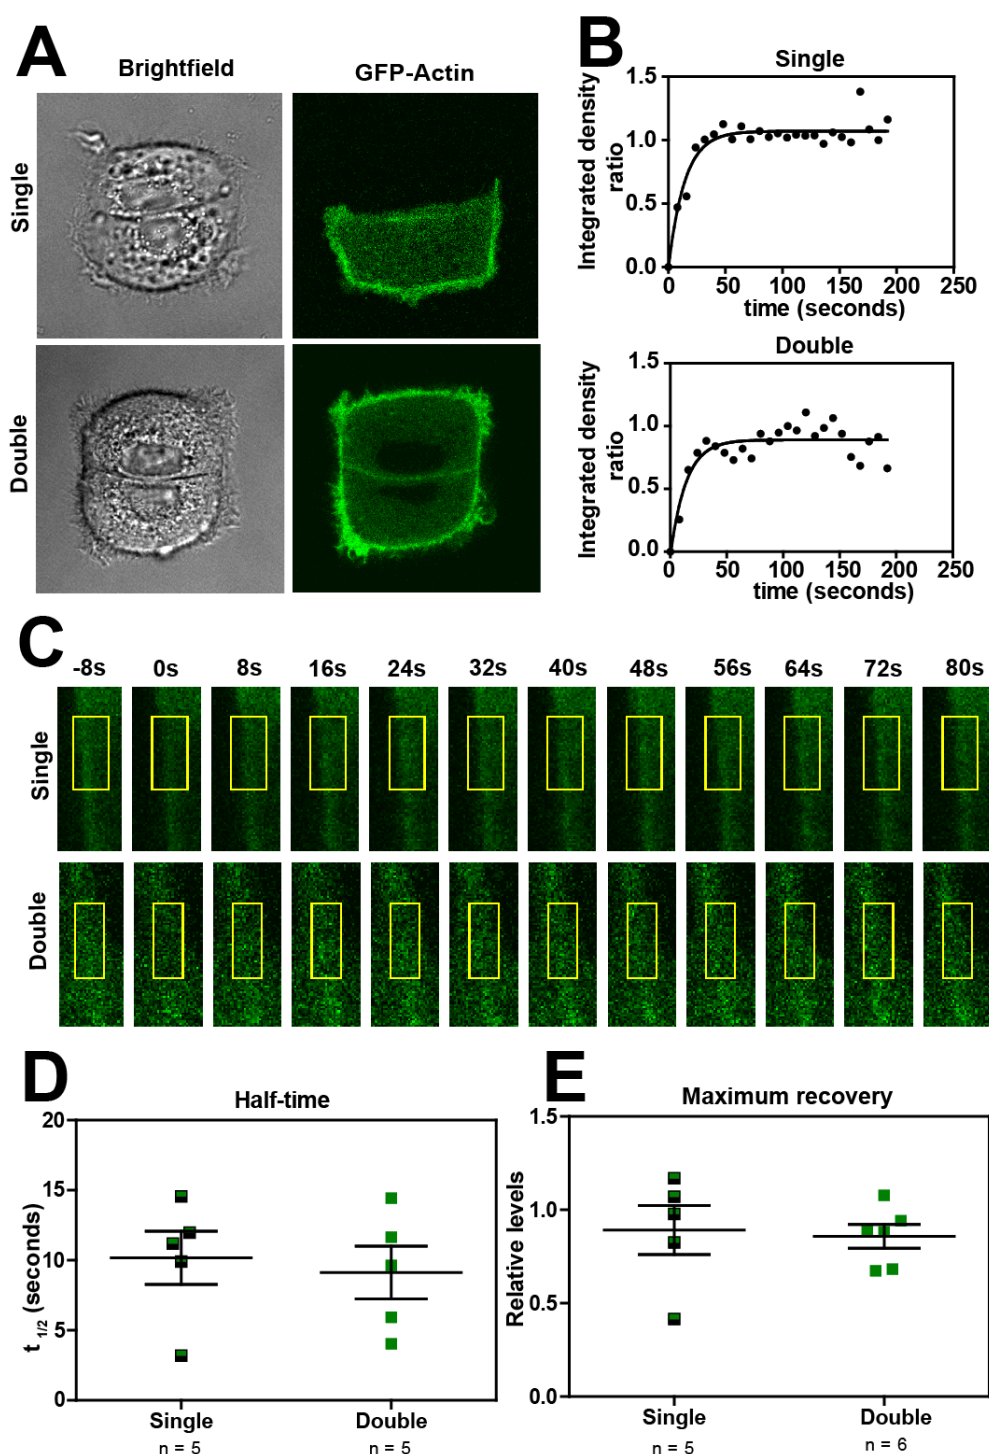 A
Brightfield
GFP-Actin
Single
Double
B
Single
Integrated density
ratio
1.5
1.0
0.5
0.0
0 50 100 150 200 250
time (seconds)
Double
Integrated density
ratio
1.5
1.0
0.5
0.0
0 50 100 150 200 250
time (seconds)
C
-8s 0s 8s 16s 24s 32s 40s 48s 56s 64s 72s 80s
Single
Double
D
Half-time
t 1/2 (seconds)
20
15
10
5
0
Single Double
n = 5 n = 5
E
Maximum recovery
Relative levels
1.5
1.0
0.5
0.0
Single Double
n = 5 n = 6